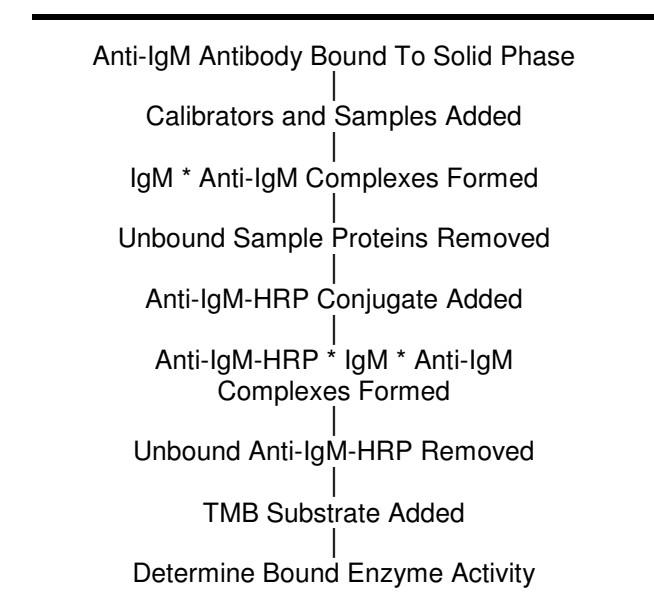 Anti-IgM Antibody Bound To Solid Phase
Calibrators and Samples Added
IgM * Anti-IgM Complexes Formed
Unbound Sample Proteins Removed
Anti-IgM-HRP Conjugate Added
Anti-IgM-HRP * IgM * Anti-IgM
Complexes Formed
Unbound Anti-IgM-HRP Removed
TMB Substrate Added
Determine Bound Enzyme Activity